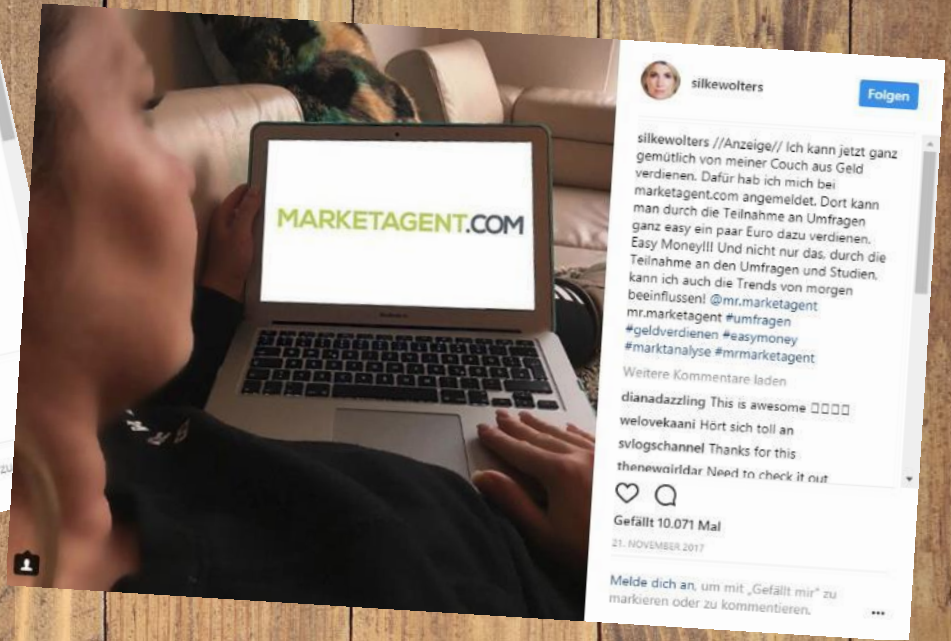 silkewolters
Folgen
MARKETAGENT.COM
silkewolters //Anzeige// Ich kann jetzt ganz
gemütlich von meiner Couch aus Geld
verdienen. Dafür hab ich mich bei
marketagent.com angemeldet. Dort kann
man durch die Teilnahme an Umfragen
ganz easy ein paar Euro dazu verdienen.
Easy Money!!! Und nicht nur das, durch die
Teilnahme an den Umfragen und Studien,
kann ich auch die Trends von morgen
beeinflussen! @mr.marketagent
mr.marketagent #umfragen
#geldverdienen #easymoney
#marktanalyse #mrmarketagent
Weitere Kommentare laden
dianadazzling This is awesome
welovekaani Hört sich toll an
svlogschannel Thanks for this
thenewgirldar Need to check it out
Gefällt 10.071 Mal
21. NOVEMBER 2017
Melde dich an, um mit „Gefällt mir" zu
markieren oder zu kommentieren.
zu